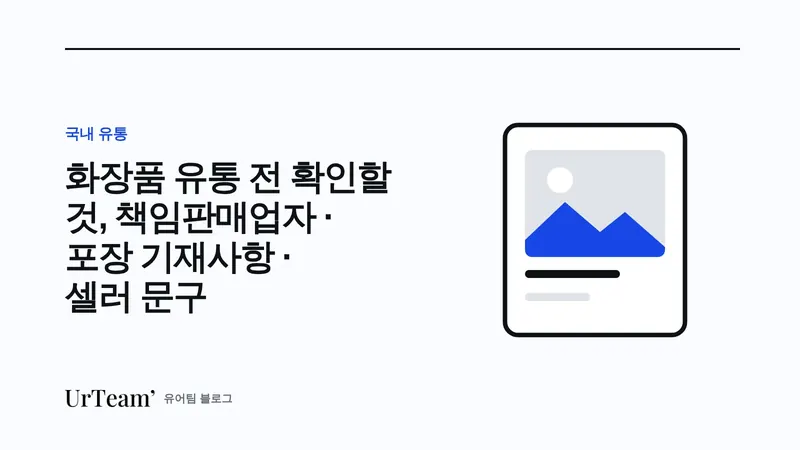 국내 유통
화장품 유통 전 확인할
것, 책임판매업자 ·
포장 기재사항 ·
셀러 문구
UrTeam’ 유어팀 블로그